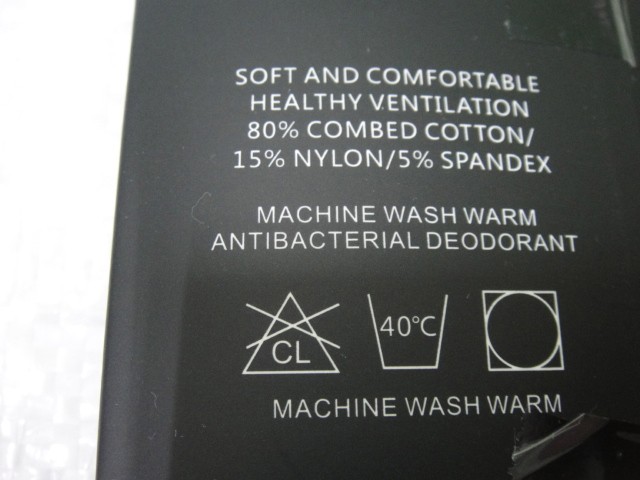 SOFT AND COMFORTABLE
HEALTHY VENTILATION
80% COMBED COTTON/
15% NYLON/5% SPANDEX
MACHINE WASH WARM
ANTIBACTERIAL DEODORANT
CL 40°C
MACHINE WASH WARM